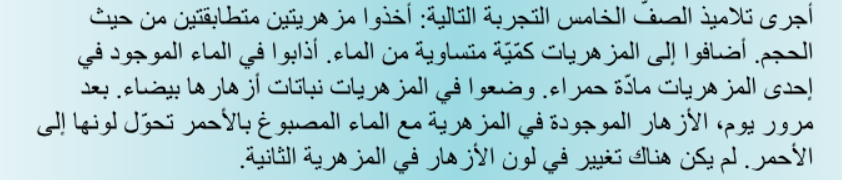 أجرى تلاميذ الصفّ الخامس التجربة التالية: أخذوا مزهريتين متطابقتين من حيث
الحجم. أضافوا إلى المزهريات كمّيّة متساوية من الماء. أذابوا في الماء الموجود في
إحدى المزهريات مادّة حمراء. وضعوا في المزهريات نباتات أزهارها بيضاء. بعد
مرور يوم، الأزهار الموجودة في المزهرية مع الماء المصبوغ بالأحمر تحوّل لونها إلى
الأحمر. لم يكن هناك تغيير في لون الأزهار في المزهرية الثانية.